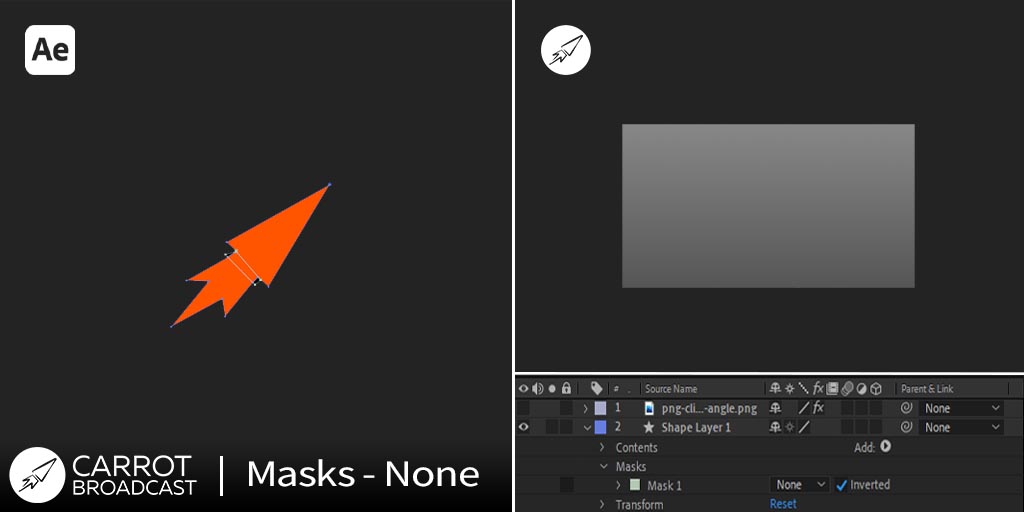 Ae
CARROT
BROADCAST
Masks - None
# . Source Name fx Parent & Link
1 png-cli...-angle.png fx None
2 Shape Layer 1 None
Contents Add:
Masks
Mask 1 None Inverted
Transform Reset